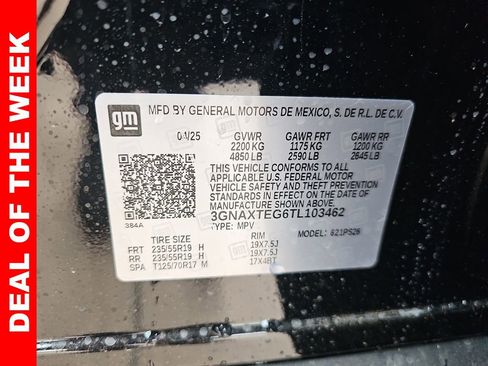 DEAL OF THE WEEK
gm
MFD BY GENERAL MOTORS DE MEXICO, S. DE R.L. DE C.V.
04/25 GVWR GAWR FRT GAWR RR
2200 KG 1175 KG 1200 KG
4850 LB 2590 LB 2645 LB
THIS VEHICLE CONFORMS TO ALL
APPLICABLE U.S. FEDERAL MOTOR
VEHICLE SAFETY, BUMPER, AND THEFT
PREVENTION STANDARDS IN EFFECT ON THE
DATE OF MANUFACTURE SHOWN ABOVE.
3GNAXTEG6TL103462
384A
TYPE: MPV MODEL: 621PS26
TIRE SIZE RIM
FRT 235/55R19 H 19X7.5J
RR 235/55R19 H 19X7.5J
SPA T125/70R17 M 17X4BT